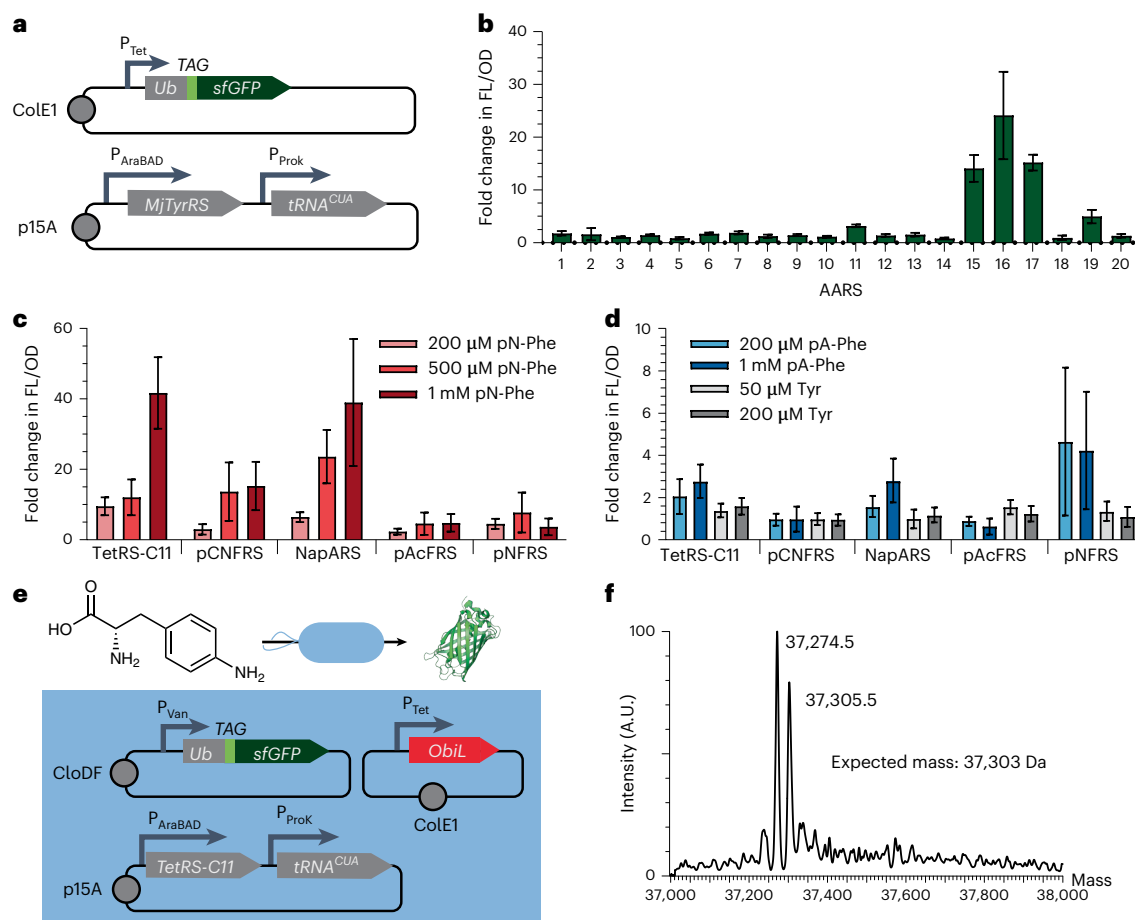 a
P Tet
TAG
Ub
sfGFP
ColE1
P AraBAD
P Prok
MjTyrRS
tRNA^CUA
p15A
b
Fold change in FL/OD
40
30
20
10
0
1 2 3 4 5 6 7 8 9 10 11 12 13 14 15 16 17 18 19 20
AARS
c
Fold change in FL/OD
60
40
20
0
200 µM pN-Phe
500 µM pN-Phe
1 mM pN-Phe
TetRS-C11 pCNFRS NapARS pAcFRS pNFRS
d
Fold change in FL/OD
10
8
6
4
2
0
200 µM pA-Phe
1 mM pA-Phe
50 µM Tyr
200 µM Tyr
TetRS-C11 pCNFRS NapARS pAcFRS pNFRS
e
O
HO
NH2
NH2
P Van
TAG
Ub
sfGFP
CloDF
P Tet
ObiL
ColE1
P AraBAD
P ProK
TetRS-C11
tRNA^CUA
p15A
f
Intensity (A.U.)
100
0
37,274.5
37,305.5
Expected mass: 37,303 Da
37,000 37,200 37,400 37,600 37,800 38,000
Mass